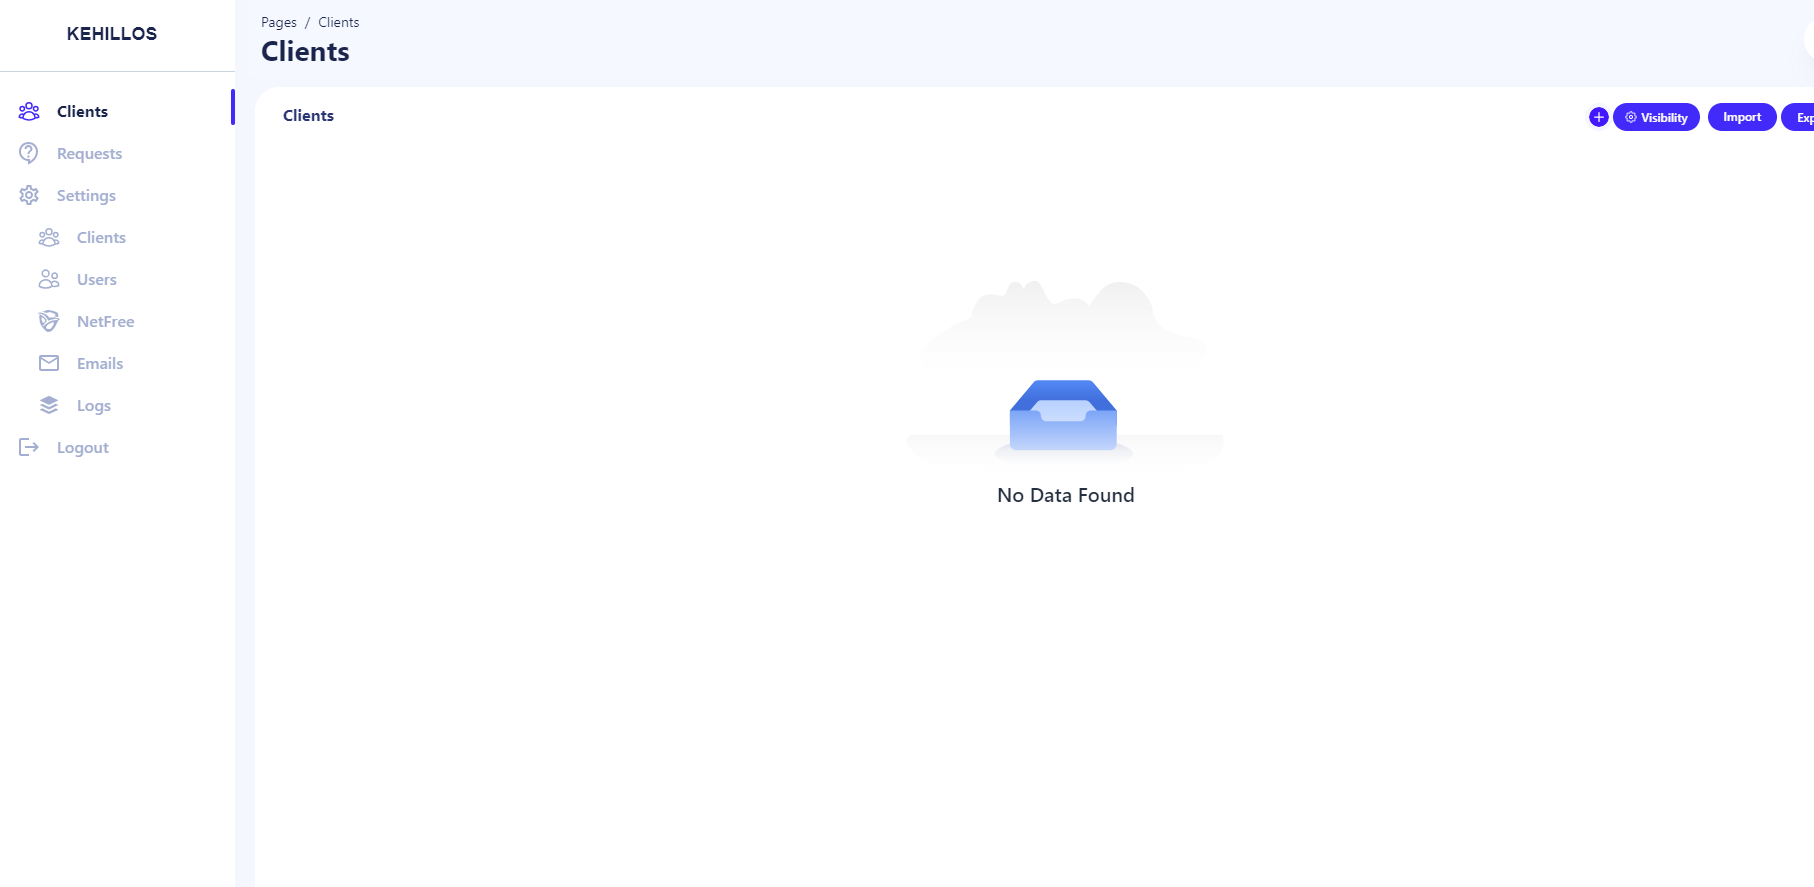 KEHILLOS
Pages / Clients
Clients
Clients
Requests
Settings
Clients
Users
NetFree
Emails
Logs
Logout
Clients
Visibility
Import
Exp
No Data Found